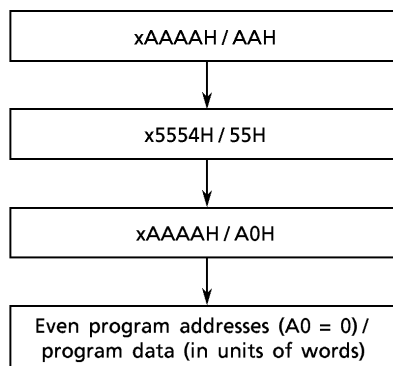 xAAAAH / AAH
x5554H / 55H
xAAAAH / A0H
Even program addresses (A0 = 0) /
program data (in units of words)